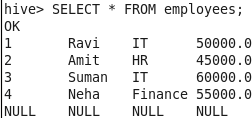 hive> SELECT * FROM employees;
OK
1	Ravi	IT	50000.0
2	Amit	HR	45000.0
3	Suman	IT	60000.0
4	Neha	Finance	55000.0
NULL	NULL	NULL	NULL